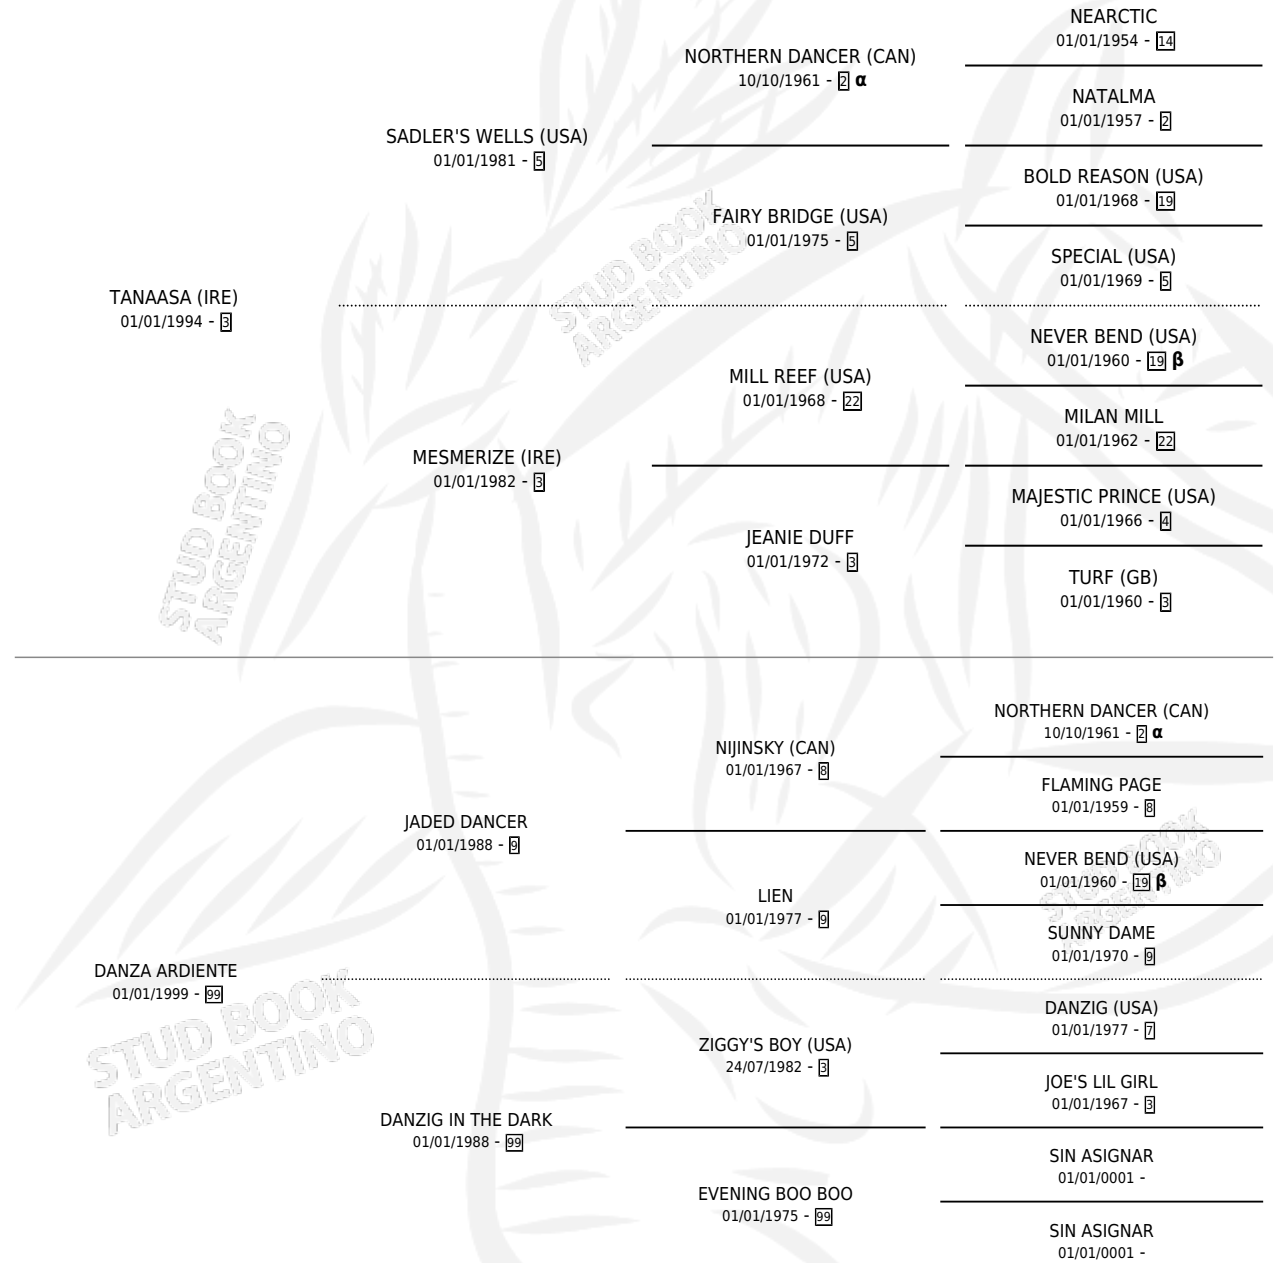 NEARCTIC
01/01/1954 - 14
NORTHERN DANCER (CAN)
10/10/1961 - 2 α
NATALMA
01/01/1957 - 2
SADLER'S WELLS (USA)
01/01/1981 - 5
BOLD REASON (USA)
01/01/1968 - 19
FAIRY BRIDGE (USA)
01/01/1975 - 5
SPECIAL (USA)
01/01/1969 - 5
STUD BOOK
ARGENTINO
TANAASA (IRE)
01/01/1994 - 3
NEVER BEND (USA)
01/01/1960 - 19 β
MILL REEF (USA)
01/01/1968 - 22
MILAN MILL
01/01/1962 - 22
MESMERIZE (IRE)
01/01/1982 - 3
MAJESTIC PRINCE (USA)
01/01/1966 - 4
JEANIE DUFF
01/01/1972 - 3
TURF (GB)
01/01/1960 - 3
STUD BOOK
ARGENTINO
NORTHERN DANCER (CAN)
10/10/1961 - 2 α
NIJINSKY (CAN)
01/01/1967 - 8
FLAMING PAGE
01/01/1959 - 8
JADED DANCER
01/01/1988 - 9
NEVER BEND (USA)
01/01/1960 - 19 β
LIEN
01/01/1977 - 9
SUNNY DAME
01/01/1970 - 9
STUD BOOK
ARGENTINO
DANZA ARDIENTE
01/01/1999 - 99
DANZIG (USA)
01/01/1977 - 7
ZIGGY'S BOY (USA)
24/07/1982 - 3
JOE'S LIL GIRL
01/01/1967 - 3
STUD BOOK
ARGENTINO
DANZIG IN THE DARK
01/01/1988 - 99
SIN ASIGNAR
01/01/0001 -
EVENING BOO BOO
01/01/1975 - 99
SIN ASIGNAR
01/01/0001 -